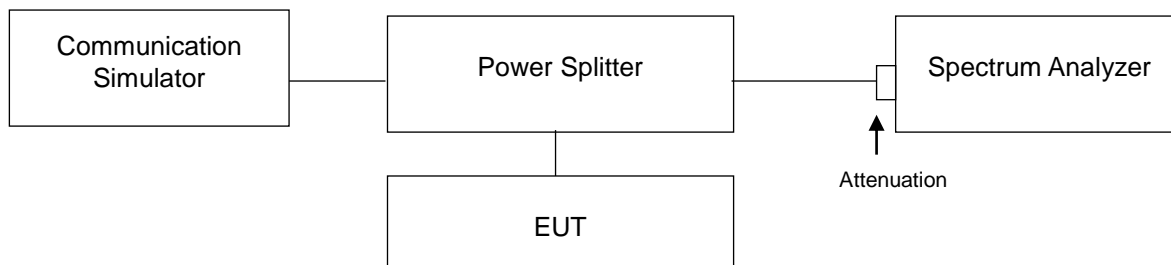 Communication
Simulator
Power Splitter
Spectrum Analyzer
Attenuation
EUT